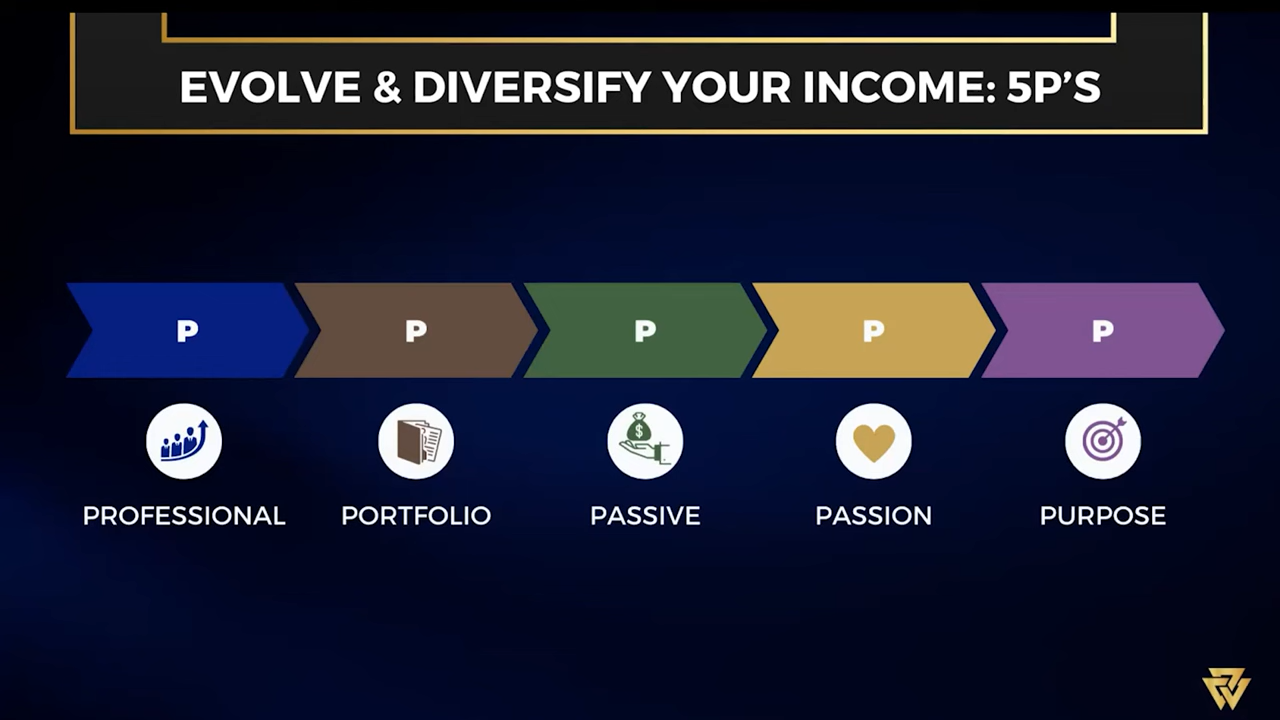 EVOLVE & DIVERSIFY YOUR INCOME: 5P’S
P P P P P
$
PROFESSIONAL PORTFOLIO PASSIVE PASSION PURPOSE